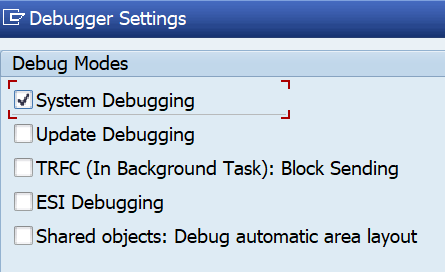 Debugger Settings
Debug Modes
System Debugging
Update Debugging
TRFC (In Background Task): Block Sending
ESI Debugging
Shared objects: Debug automatic area layout